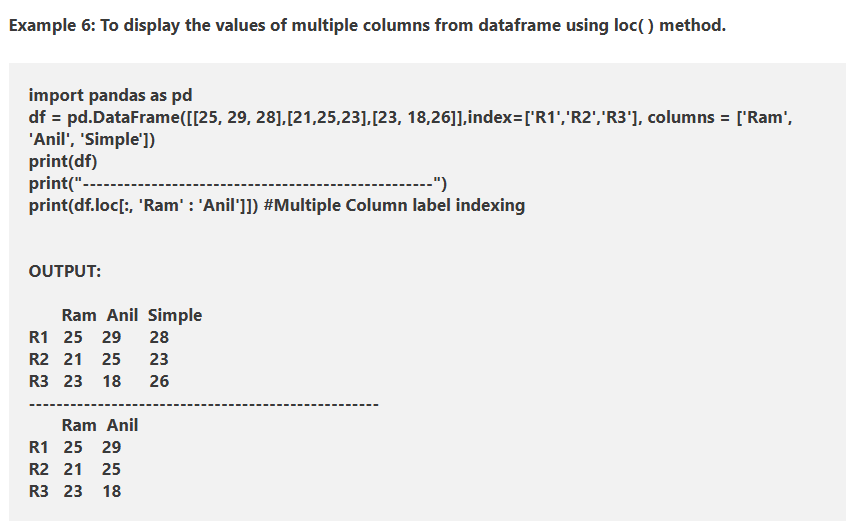 Example 6: To display the values of multiple columns from dataframe using loc( ) method.
import pandas as pd
df = pd.DataFrame([[25, 29, 28],[21,25,23],[23, 18,26]],index=['R1','R2','R3'], columns = ['Ram',
'Anil', 'Simple'])
print(df)
print("---------------------------------------------------")
print(df.loc[:, 'Ram' : 'Anil']]) #Multiple Column label indexing
OUTPUT:
Ram Anil Simple
R1 25 29 28
R2 21 25 23
R3 23 18 26
---------------------------------------------------
Ram Anil
R1 25 29
R2 21 25
R3 23 18